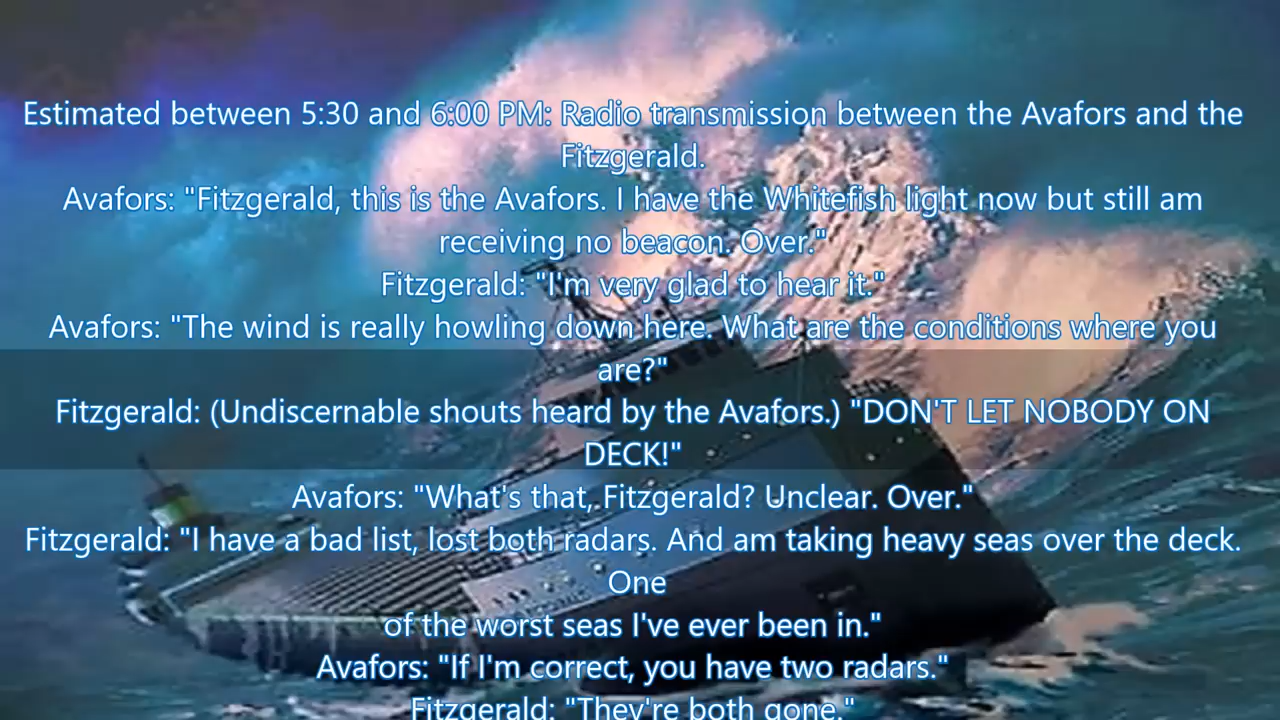 Estimated between 5:30 and 6:00 PM: Radio transmission between the Avafors and the
Fitzgerald.
Avafors: "Fitzgerald, this is the Avafors. I have the Whitefish light now but still am
receiving no beacon. Over."
Fitzgerald: "I'm very glad to hear it."
Avafors: "The wind is really howling down here. What are the conditions where you
are?"
Fitzgerald: (Undiscernable shouts heard by the Avafors.) "DON'T LET NOBODY ON
DECK!"
Avafors: "What's that, Fitzgerald? Unclear. Over."
Fitzgerald: "I have a bad list, lost both radars. And am taking heavy seas over the deck.
One
of the worst seas I've ever been in."
Avafors: "If I'm correct, you have two radars."
Fitzgerald: "They're both gone."